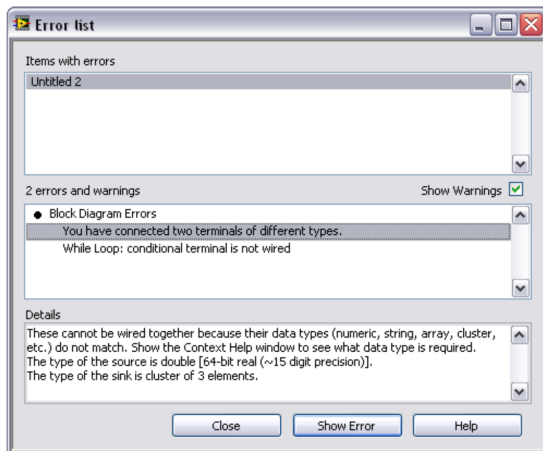 Error list
Items with errors
Untitled 2
2 errors and warnings Show Warnings
Block Diagram Errors
You have connected two terminals of different types.
While Loop: conditional terminal is not wired
Details
These cannot be wired together because their data types (numeric, string, array, cluster,
etc.) do not match. Show the Context Help window to see what data type is required.
The type of the source is double [64-bit real (~15 digit precision)].
The type of the sink is cluster of 3 elements.
Close Show Error Help